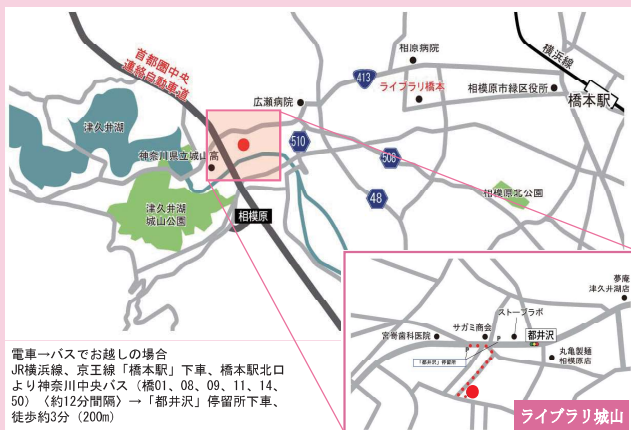 首都圏中央
連絡自動車道
相原病院
413
横浜線
ライブラリ橋本
相模原市緑区役所
広瀬病院
橋本駅
津久井湖
510
神奈川県立城山高
508
48
相模原北公園
津久井湖
城山公園
相模原
夢庵
津久井湖店
ストーブラボ
サガミ商会
宮嵜歯科医院
都井沢
P
P
「都井沢」停留所
丸亀製麺
相模原店
電車→バスでお越しの場合
JR横浜線、京王線「橋本駅」下車、橋本駅北口
より神奈川中央バス（橋01、08、09、11、14、
50）〈約12分間隔〉→「都井沢」停留所下車、
徒歩約3分（200m）
ライブラリ城山